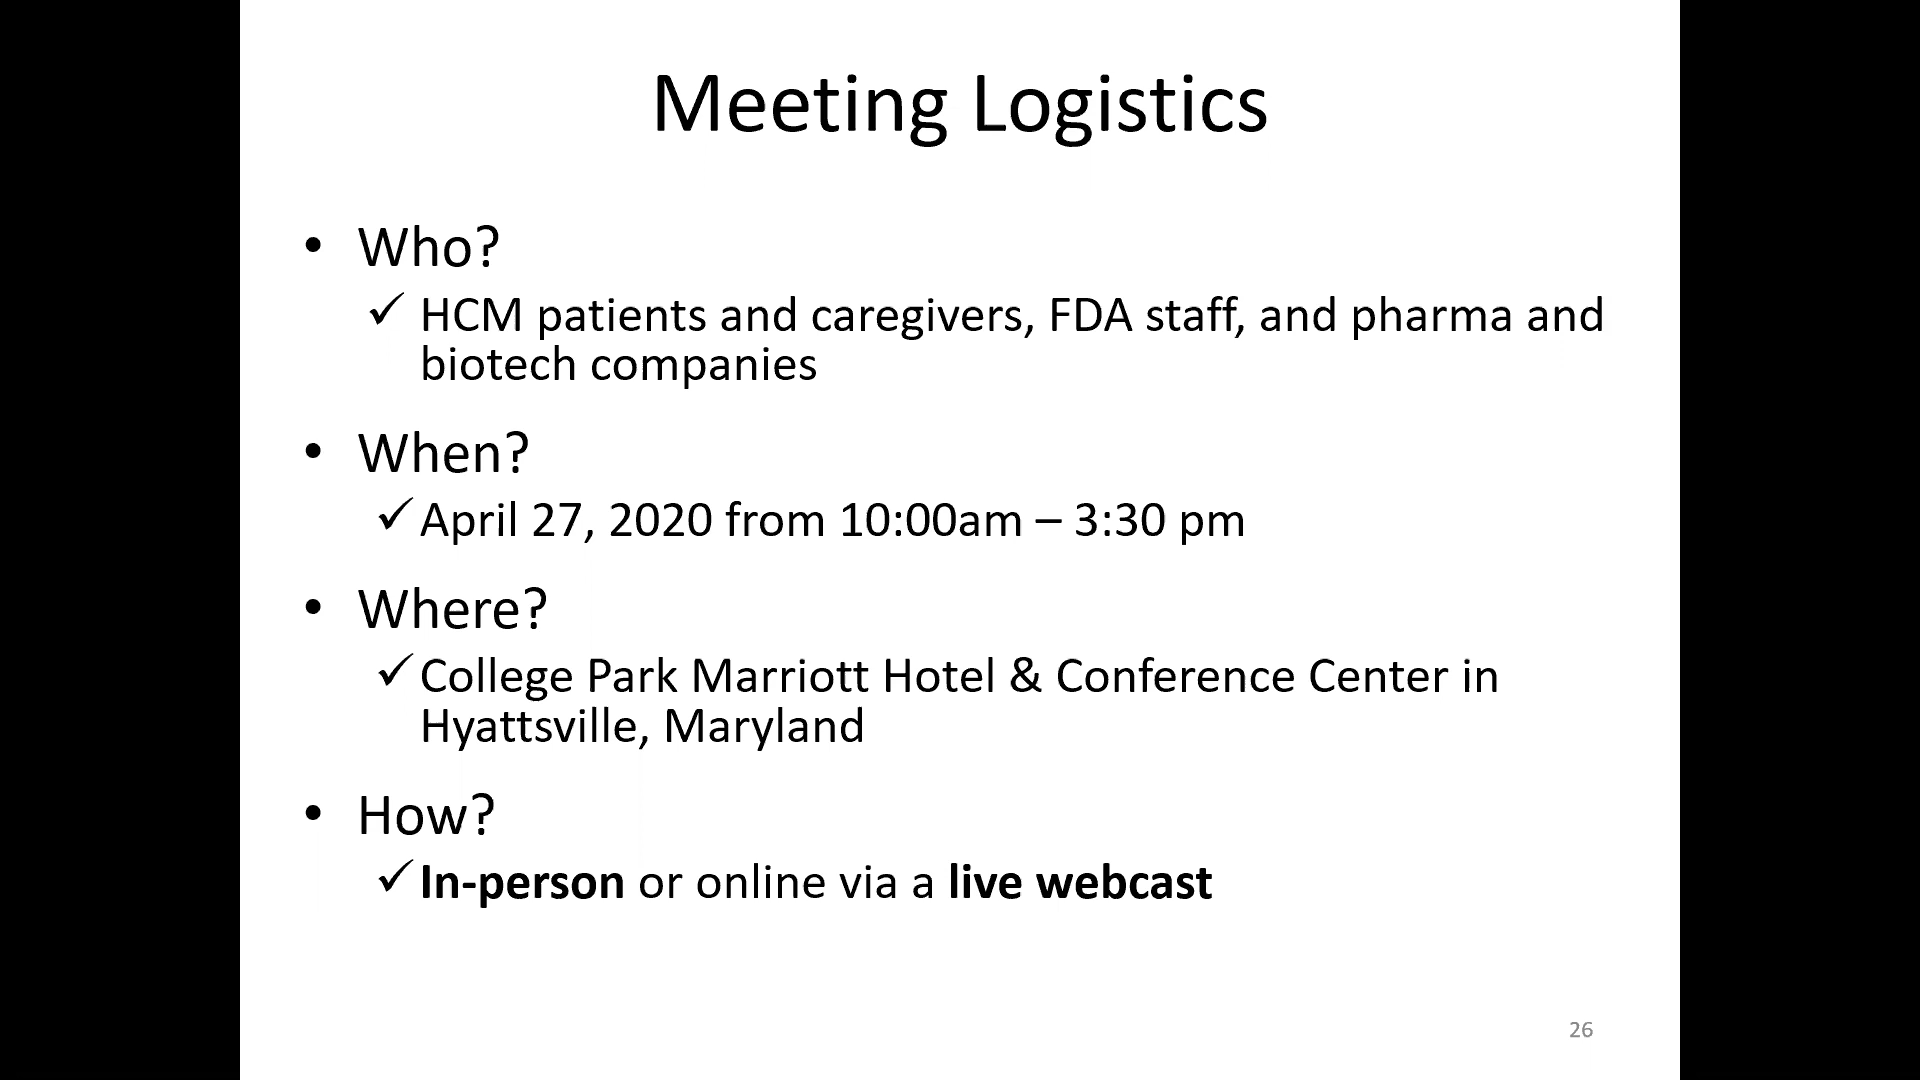 Meeting Logistics
• Who?
✓ HCM patients and caregivers, FDA staff, and pharma and
biotech companies
• When?
✓ April 27, 2020 from 10:00am – 3:30 pm
• Where?
✓ College Park Marriott Hotel & Conference Center in
Hyattsville, Maryland
• How?
✓ In-person or online via a live webcast
26